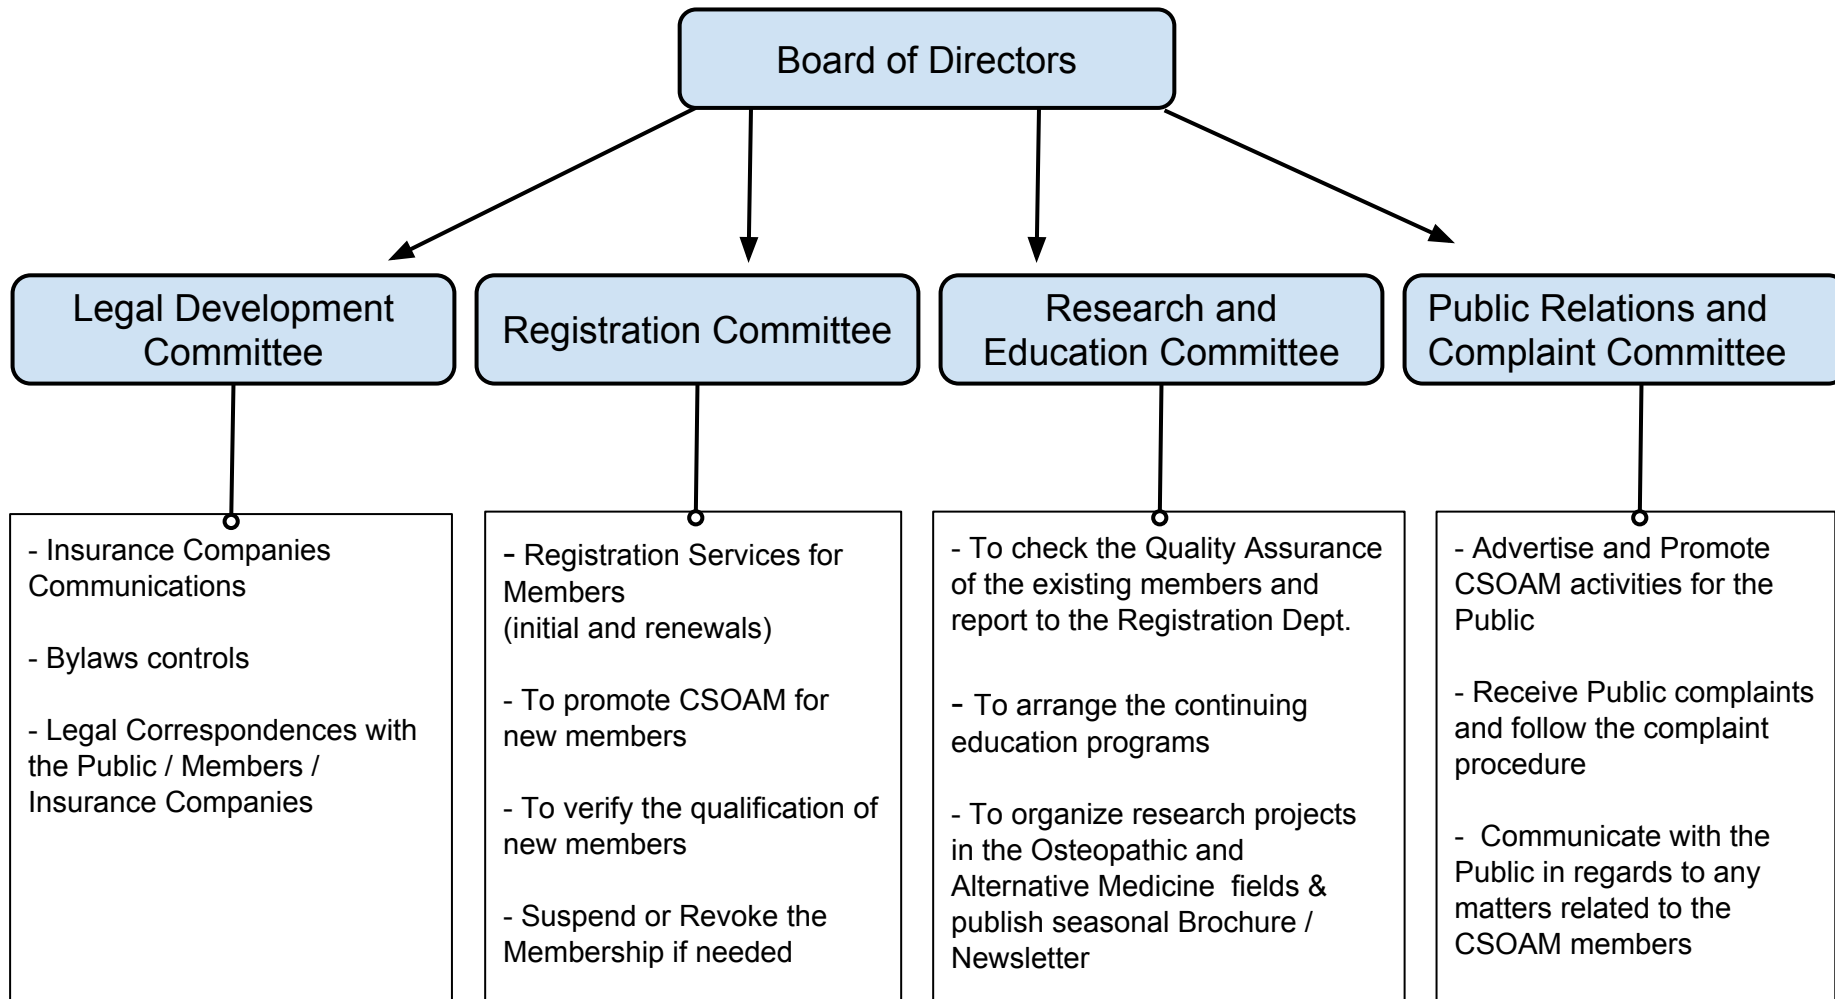 Board of Directors
Legal Development
Committee
Registration Committee
Research and
Education Committee
Public Relations and
Complaint Committee
- Insurance Companies
Communications
- Bylaws controls
- Legal Correspondences with
the Public / Members /
Insurance Companies
- Registration Services for
Members
(initial and renewals)
- To promote CSOAM for
new members
- To verify the qualification of
new members
- Suspend or Revoke the
Membership if needed
- To check the Quality Assurance
of the existing members and
report to the Registration Dept.
- To arrange the continuing
education programs
- To organize research projects
in the Osteopathic and
Alternative Medicine  fields &
publish seasonal Brochure /
Newsletter
- Advertise and Promote
CSOAM activities for the
Public
- Receive Public complaints
and follow the complaint
procedure
-  Communicate with the
Public in regards to any
matters related to the
CSOAM members